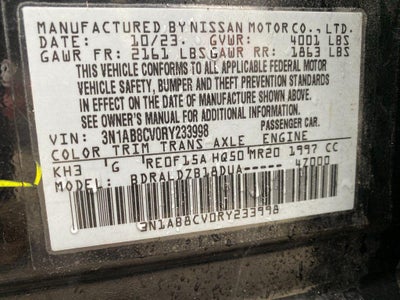 MANUFACTURED BY NISSAN MOTOR CO., LTD.
DATE: 10/23. GVWR: 4001 LBS
GAWR FR: 2161 LBS GAWR RR: 1863 LBS
THIS VEHICLE CONFORMS TO ALL APPLICABLE FEDERAL MOTOR
VEHICLE SAFETY, BUMPER AND THEFT PREVENTION STANDARDS
IN EFFECT ON THE DATE OF MANUFACTURE SHOWN ABOVE.
SEE OWNER'S MANUAL FOR ADDITIONAL INFORMATION.
VIN: 3N1AB8CV0RY233998 PASSENGER CAR.
COLOR TRIM TRANS AXLE ENGINE
KH3 G RE0F15A HQ50 MR20 1997 CC
MODEL: BDRALDZB18DUA----- 47000
3N1AB8CV0RY233998